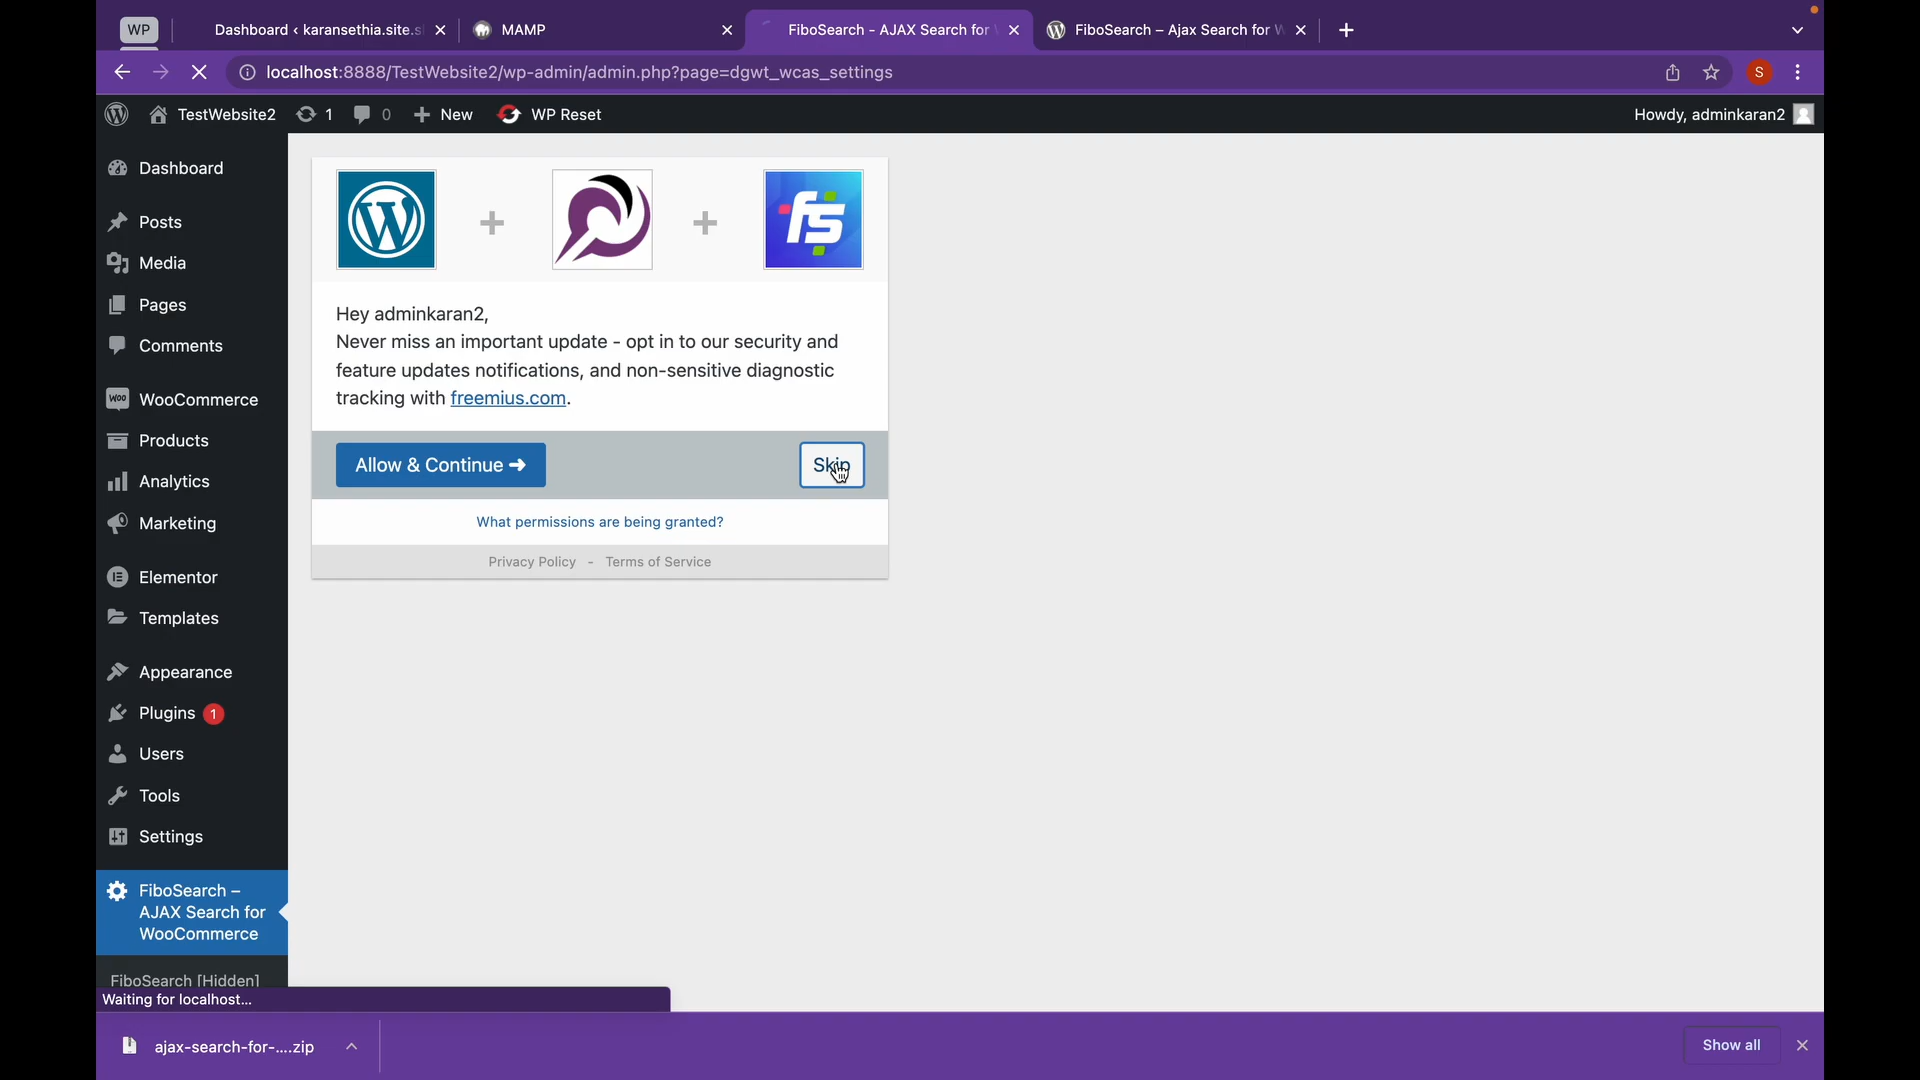 WP
Dashboard ‹ karansethia.site.s
MAMP
FiboSearch - AJAX Search for
FiboSearch – Ajax Search for W
localhost:8888/TestWebsite2/wp-admin/admin.php?page=dgwt_wcas_settings
S
TestWebsite2
1
0
New
WP Reset
Howdy, adminkaran2
Dashboard
Posts
Media
Pages
Comments
WooCommerce
Products
Analytics
Marketing
Elementor
Templates
Appearance
Plugins 1
Users
Tools
Settings
FiboSearch –
AJAX Search for
WooCommerce
FiboSearch [Hidden]
Hey adminkaran2,
Never miss an important update - opt in to our security and
feature updates notifications, and non-sensitive diagnostic
tracking with freemius.com.
Allow & Continue ➜
Skip
What permissions are being granted?
Privacy Policy - Terms of Service
Waiting for localhost...
ajax-search-for-....zip
Show all